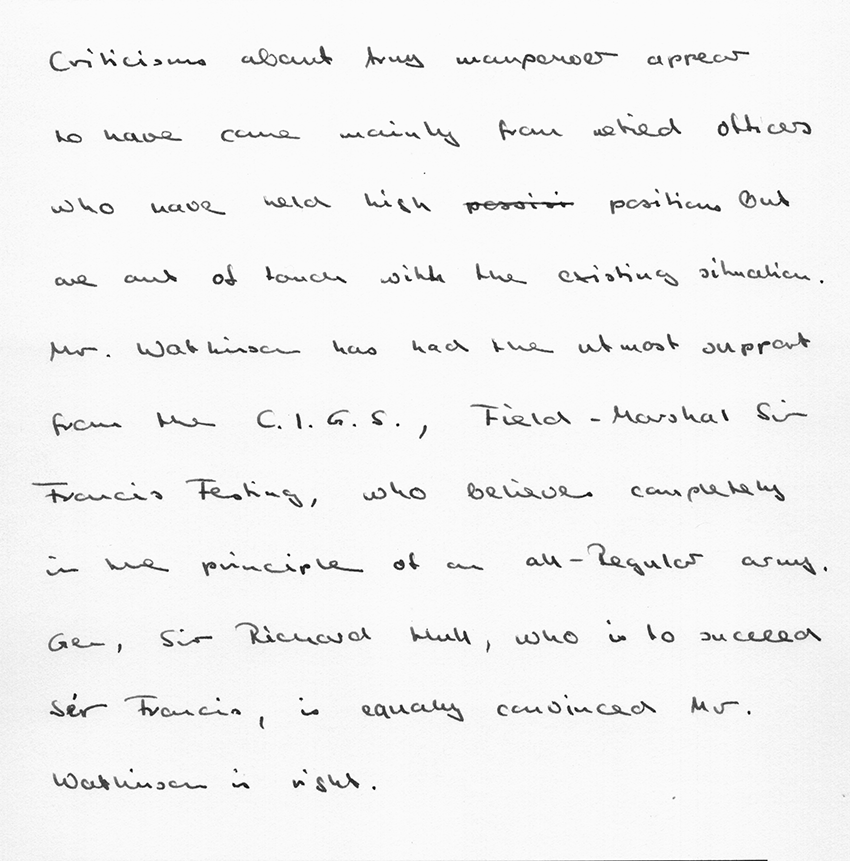 Criticisms about Army manpower appear
to have come mainly from retired officers
who have held high possisi positions but
are out of touch with the existing situation.
Mr. Watkinson has had the utmost support
from the C.I.G.S., Field-Marshal Sir
Francis Festing, who believes completely
in the principle of an all-Regular army.
Gen, Sir Richard Hull, who is to succeed
Sir Francis, is equally convinced Mr.
Watkinson is right.